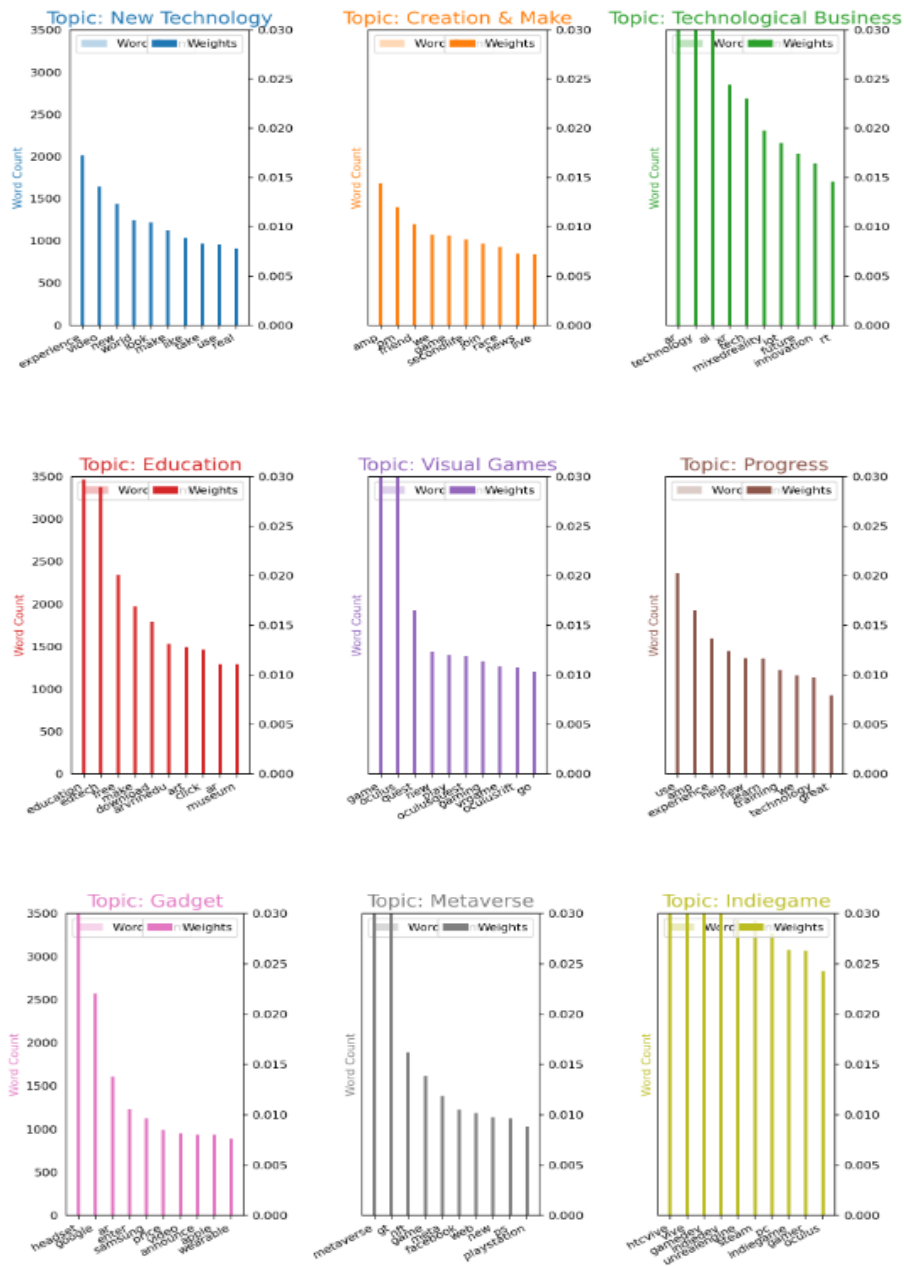 Topic: New Technology
Topic: Creation & Make
Topic: Technological Business
3500
3000
2500
2000
1500
1000
500
0
Word Count
Word Weights
0.030
0.025
0.020
0.015
0.010
0.005
0.000
experience
video
new
world
look
make
like
take
use
real
Word Count
Word Weights
0.030
0.025
0.020
0.015
0.010
0.005
0.000
amp
pm
friend
we
game
secondlife
join
race
news
live
Word Count
Word Weights
0.030
0.025
0.020
0.015
0.010
0.005
0.000
ar
technology
ai
xr
tech
mixedreality
iot
future
innovation
rt
Topic: Education
Topic: Visual Games
Topic: Progress
3500
3000
2500
2000
1500
1000
500
0
Word Count
Word Weights
0.030
0.025
0.020
0.015
0.010
0.005
0.000
education
edtech
free
make
download
arvrinedu
art
click
ar
museum
Word Count
Word Weights
0.030
0.025
0.020
0.015
0.010
0.005
0.000
game
oculus
quest
new
play
oculusquest
gaming
vrgame
oculusrift
go
Word Count
Word Weights
0.030
0.025
0.020
0.015
0.010
0.005
0.000
use
amp
experience
help
new
learn
training
we
technology
great
Topic: Gadget
Topic: Metaverse
Topic: Indiegame
3500
3000
2500
2000
1500
1000
500
0
Word Count
Word Weights
0.030
0.025
0.020
0.015
0.010
0.005
0.000
headset
google
ar
enter
samsung
price
video
announce
apple
wearable
Word Count
Word Weights
0.030
0.025
0.020
0.015
0.010
0.005
0.000
metaverse
gt
nft
game
meta
facebook
web
new
ps
playstation
Word Count
Word Weights
0.030
0.025
0.020
0.015
0.010
0.005
0.000
htcvive
vive
gamedev
indiedev
unrealengine
steam
pc
indiegame
gamer
oculus